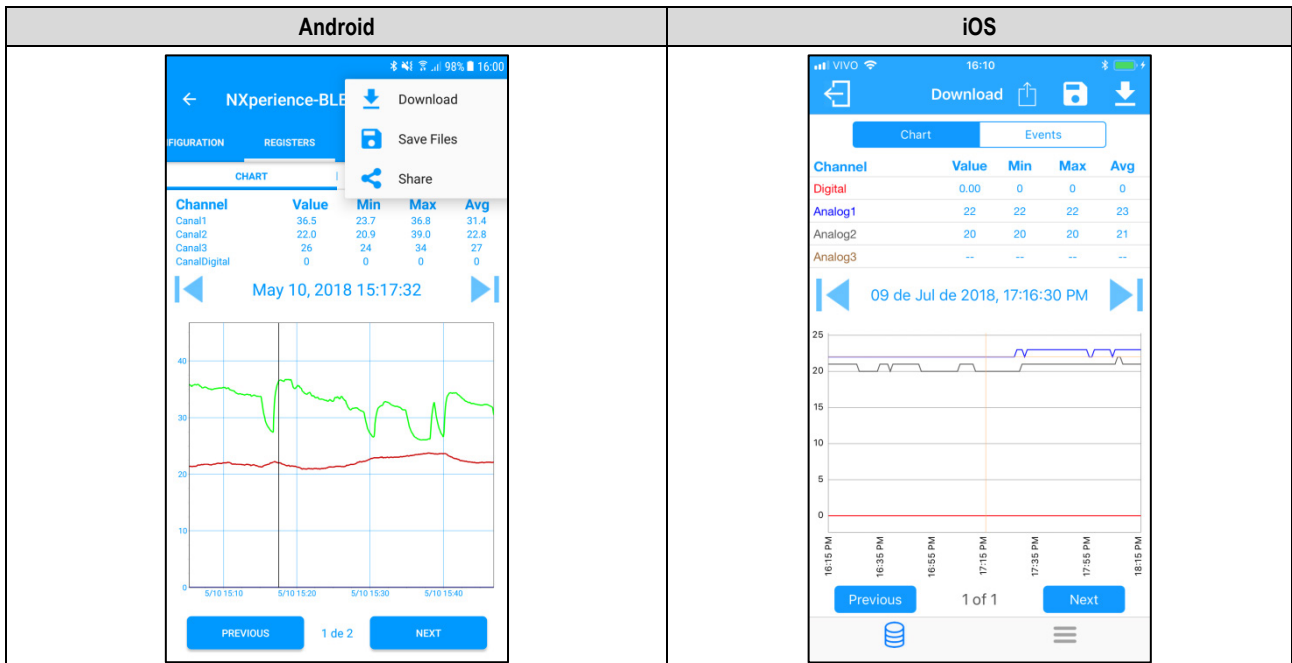 Android
iOS
98% 16:00
NXperience-BLE
Download
Save Files
Share
FIGURATION REGISTERS
CHART
Channel Value Min Max Avg
Canal1 36.5 23.7 36.8 31.4
Canal2 22.0 20.9 39.0 22.8
Canal3 26 24 34 27
CanalDigital 0 0 0 0
May 10, 2018 15:17:32
40
30
20
10
0
5/10 15:10 5/10 15:20 5/10 15:30 5/10 15:40
PREVIOUS 1 de 2 NEXT
VIVO 16:10
Download
Chart Events
Channel Value Min Max Avg
Digital 0.00 0 0 0
Analog1 22 22 22 23
Analog2 20 20 20 21
Analog3 -- -- -- --
09 de Jul de 2018, 17:16:30 PM
25
20
15
10
5
0
16:15 PM 16:35 PM 16:55 PM 17:15 PM 17:35 PM 17:55 PM 18:15 PM
Previous 1 of 1 Next